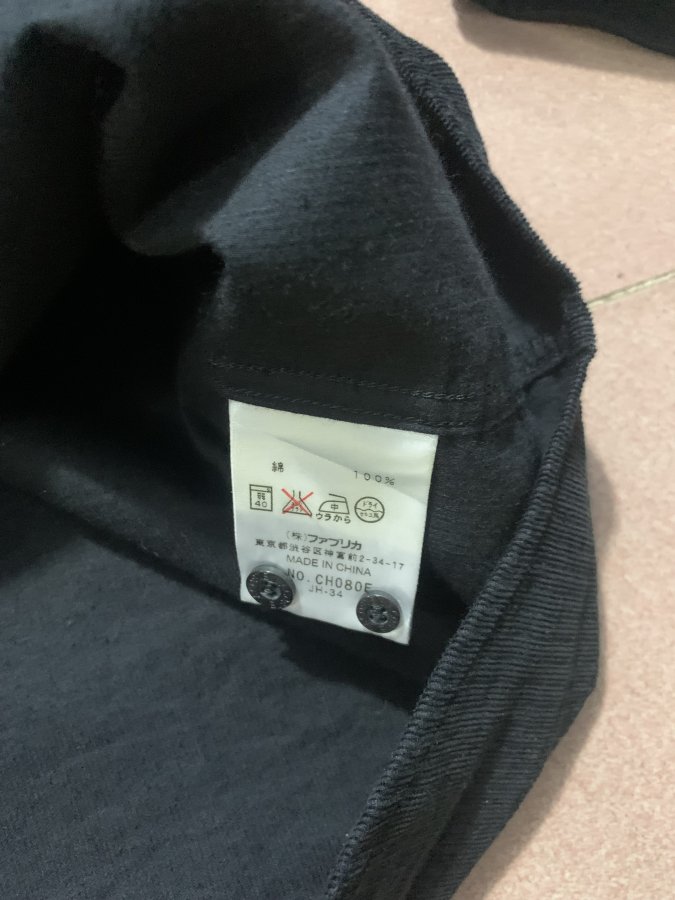 綿 100%
弱 40 中 ドライ
ウラから
(株)ファブリカ
東京都渋谷区神宮前2-34-17
MADE IN CHINA
NO. CH080E
JH-34